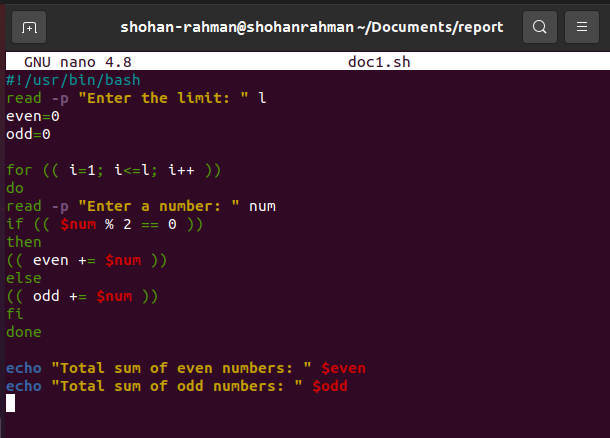 shohan-rahman@shohanrahman ~/Documents/report
GNU nano 4.8 doc1.sh
#!/usr/bin/bash
read -p "Enter the limit: " l
even=0
odd=0
for (( i=1; i<=l; i++ ))
do
read -p "Enter a number: " num
if (( $num % 2 == 0 ))
then
(( even += $num ))
else
(( odd += $num ))
fi
done
echo "Total sum of even numbers: " $even
echo "Total sum of odd numbers: " $odd